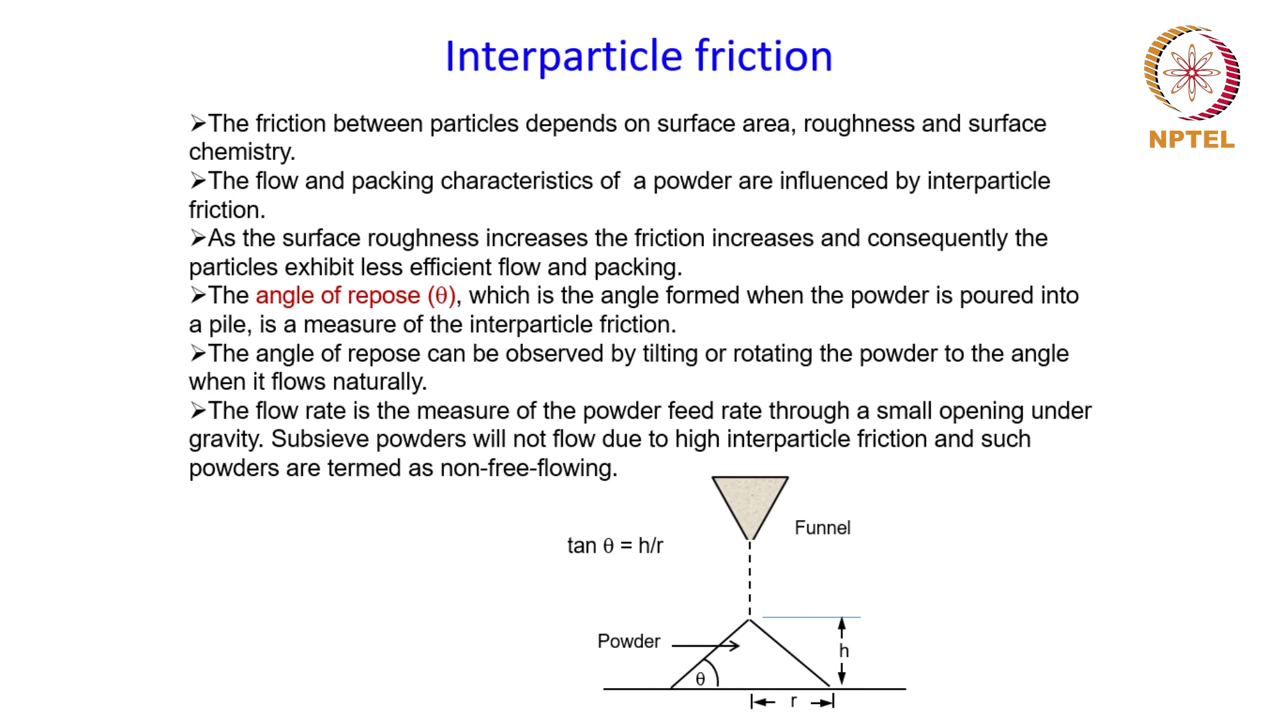 Interparticle friction
NPTEL
➢The friction between particles depends on surface area, roughness and surface
chemistry.
➢The flow and packing characteristics of  a powder are influenced by interparticle
friction.
➢As the surface roughness increases the friction increases and consequently the
particles exhibit less efficient flow and packing.
➢The angle of repose (θ), which is the angle formed when the powder is poured into
a pile, is a measure of the interparticle friction.
➢The angle of repose can be observed by tilting or rotating the powder to the angle
when it flows naturally.
➢The flow rate is the measure of the powder feed rate through a small opening under
gravity. Subsieve powders will not flow due to high interparticle friction and such
powders are termed as non-free-flowing.
Funnel
tan θ = h/r
Powder
h
θ
r